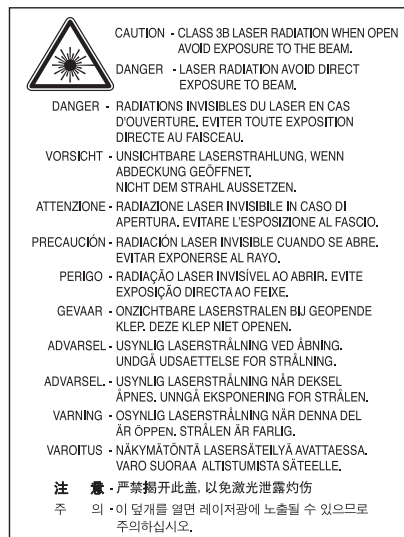 CAUTION - CLASS 3B LASER RADIATION WHEN OPEN
AVOID EXPOSURE TO THE BEAM.
DANGER - LASER RADIATION AVOID DIRECT
EXPOSURE TO BEAM.
DANGER - RADIATIONS INVISIBLES DU LASER EN CAS
D'OUVERTURE. EVITER TOUTE EXPOSITION
DIRECTE AU FAISCEAU.
VORSICHT - UNSICHTBARE LASERSTRAHLUNG, WENN
ABDECKUNG GEÖFFNET.
NICHT DEM STRAHL AUSSETZEN.
ATTENZIONE - RADIAZIONE LASER INVISIBILE IN CASO DI
APERTURA. EVITARE L'ESPOSIZIONE AL FASCIO.
PRECAUCIÓN - RADIACIÓN LASER INVISIBLE CUANDO SE ABRE.
EVITAR EXPONERSE AL RAYO.
PERIGO - RADIAÇÃO LASER INVISÍVEL AO ABRIR. EVITE
EXPOSIÇÃO DIRECTA AO FEIXE.
GEVAAR - ONZICHTBARE LASERSTRALEN BIJ GEOPENDE
KLEP. DEZE KLEP NIET OPENEN.
ADVARSEL - USYNLIG LASERSTRÅLNING VED ÅBNING.
UNDGÅ UDSAETTELSE FOR STRÅLNING.
ADVARSEL. - USYNLIG LASERSTRÅLNING NÅR DEKSEL
ÅPNES. UNNGÅ EKSPONERING FOR STRÅLEN.
VARNING - OSYNLIG LASERSTRÅLNING NÄR DENNA DEL
ÄR ÖPPEN. STRÅLEN ÄR FARLIG.
VAROITUS - NÄKYMÄTÖNTÄ LASERSÄTEILYÄ AVATTAESSA.
VARO SUORAA ALTISTUMISTA SÄTEELLE.
注 意 - 严禁揭开此盖, 以免激光泄露灼伤
주 의 - 이 덮개를 열면 레이저광에 노출될 수 있으므로
주의하십시오.